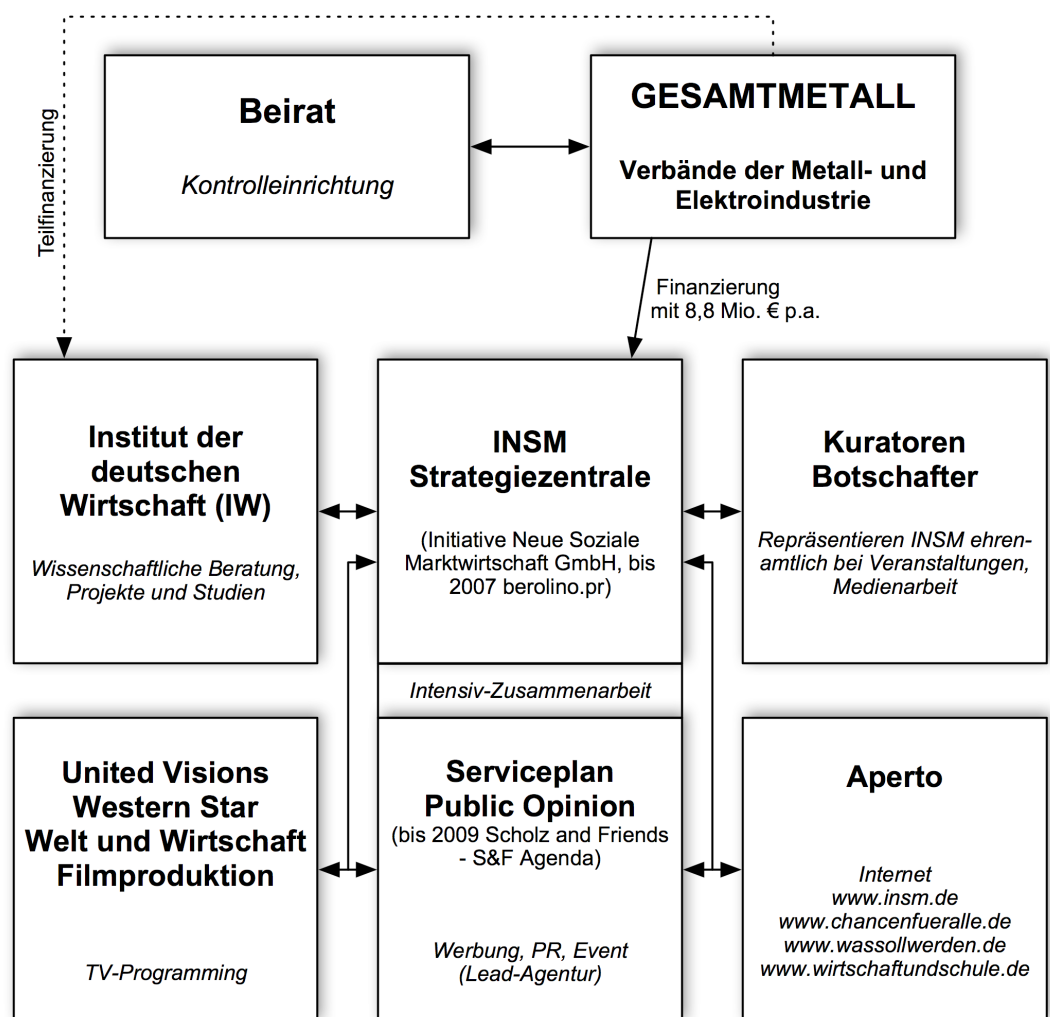 Teilfinanzierung
Beirat
Kontrolleinrichtung
GESAMTMETALL
Verbände der Metall- und
Elektroindustrie
Finanzierung
mit 8,8 Mio. € p.a.
Institut der
deutschen
Wirtschaft (IW)
Wissenschaftliche Beratung,
Projekte und Studien
INSM
Strategiezentrale
(Initiative Neue Soziale
Marktwirtschaft GmbH, bis
2007 berolino.pr)
Kuratoren
Botschafter
Repräsentieren INSM ehren-
amtlich bei Veranstaltungen,
Medienarbeit
Intensiv-Zusammenarbeit
United Visions
Western Star
Welt und Wirtschaft
Filmproduktion
TV-Programming
Serviceplan
Public Opinion
(bis 2009 Scholz and Friends
- S&F Agenda)
Werbung, PR, Event
(Lead-Agentur)
Aperto
Internet
www.insm.de
www.chancenfueralle.de
www.wassollwerden.de
www.wirtschaftundschule.de